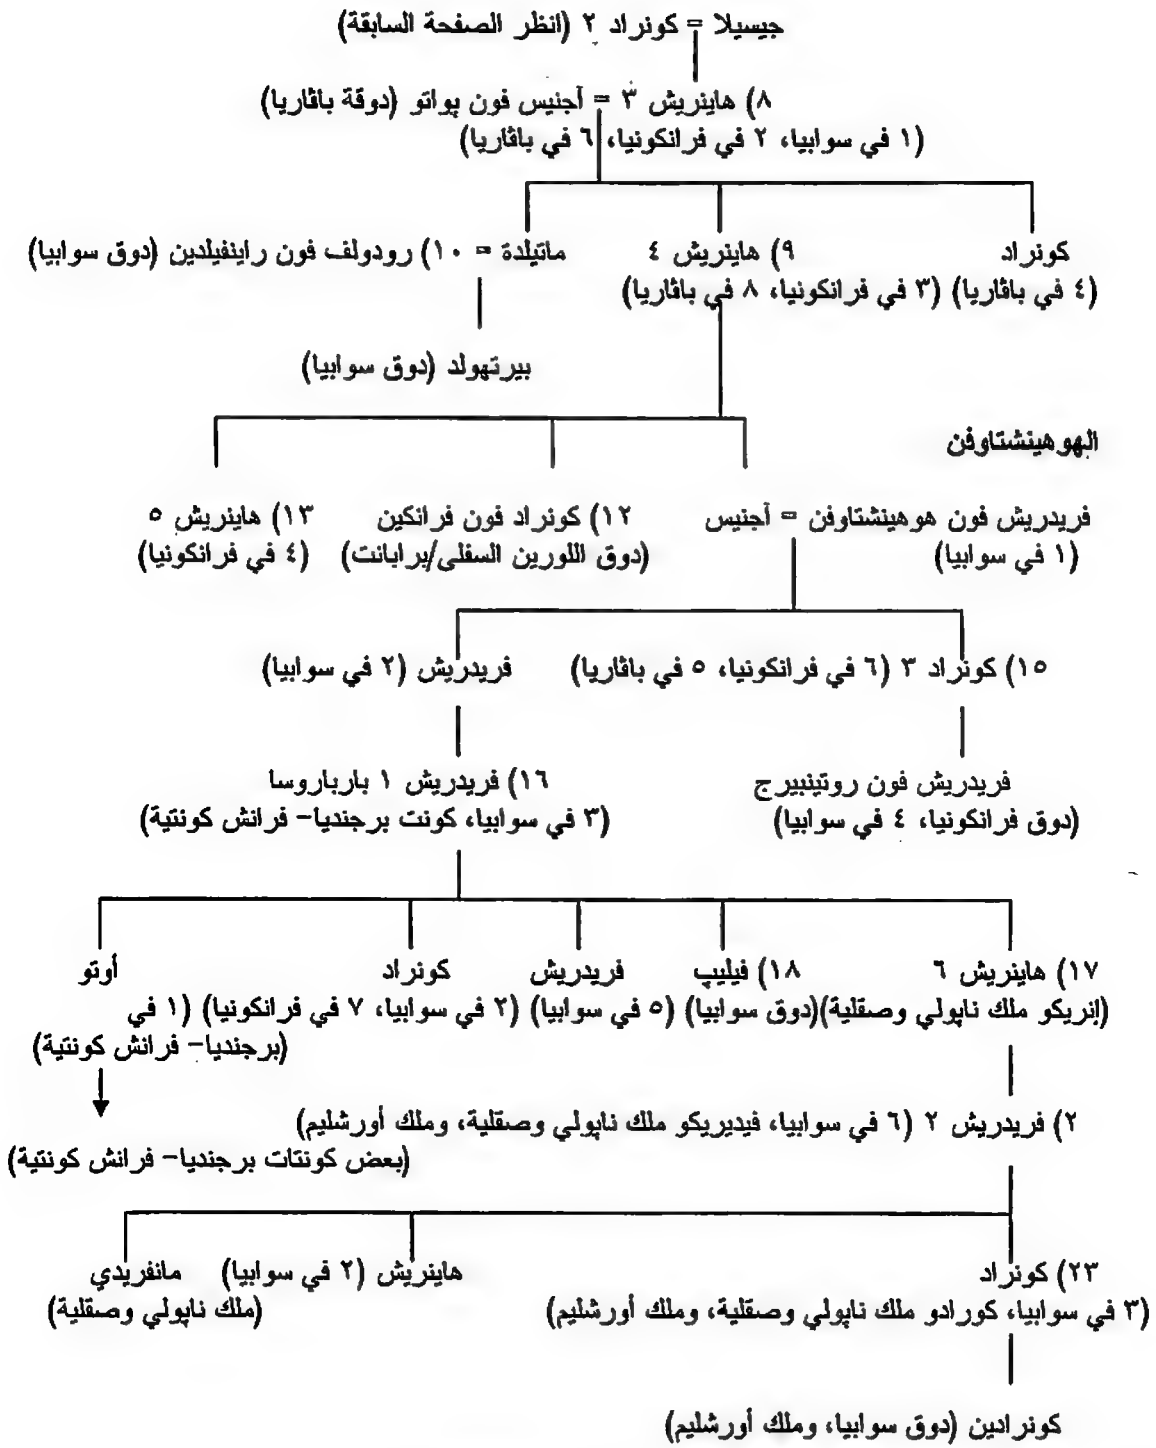 جيسيلا = كونراد ٢ (انظر الصفحة السابقة)
٨) هاينريش ٣ = آجنيس فون پواتو (دوقة باڤاريا)
(١ في سوابيا، ٢ في فرانكونيا، ٦ في باڤاريا)
كونراد ٩) هاينريش ٤ ماتيلدة = ١٠) رودولف فون راينفيلدين (دوق سوابيا)
(٤ في باڤاريا) (٣ في فرانكونيا، ٨ في باڤاريا)
بيرتهولد (دوق سوابيا)
الهوهينشتاوفن
فريدريش فون هوهينشتاوفن = آجنيس ١٢) كونراد فون فرانكين ١٣) هاينريش ٥
(١ في سوابيا) (دوق اللورين السفلى/برابانت) (٤ في فرانكونيا)
١٥) كونراد ٣ (٦ في فرانكونيا، ٥ في باڤاريا) فريدريش (٢ في سوابيا)
فريدريش فون روتينبيرج ١٦) فريدريش ١ بارباروسا
(دوق فرانكونيا، ٤ في سوابيا) (٣ في سوابيا، كونت برجنديا- فرانش كونتية)
١٧) هاينريش ٦ ١٨) فيليپ فريدريش كونراد أوتو
(إنريكو ملك ناپولي وصقلية)(دوق سوابيا) (٥ في سوابيا) (٢ في سوابيا، ٧ في فرانكونيا) (١ في
برجنديا- فرانش كونتية)
٢) فريدريش ٢ (٦ في سوابيا، فيديريكو ملك ناپولي وصقلية، وملك أورشليم)
(بعض كونتات برجنديا- فرانش كونتية)
٢٣) كونراد هاينريش (٢ في سوابيا) مانفريدي
(٣ في سوابيا، كورادو ملك ناپولي وصقلية، وملك أورشليم) (ملك ناپولي وصقلية)
كونرادين (دوق سوابيا، وملك أورشليم)